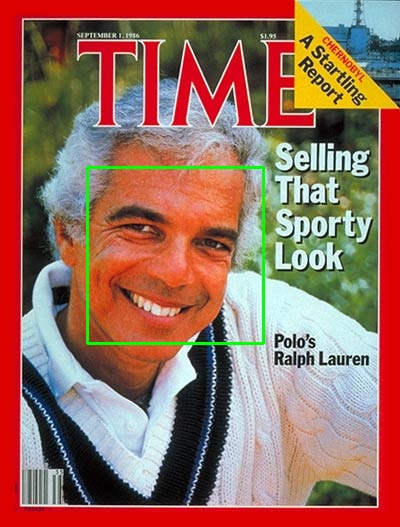 SEPTEMBER 1, 1986 $1.95
TIME
CHERNOBYL
A Startling
Report
Selling
That
Sporty
Look
Polo's
Ralph Lauren